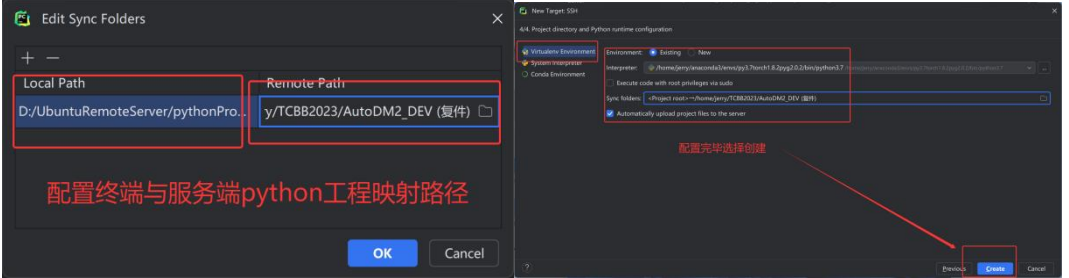 Edit Sync Folders
Local Path
Remote Path
D:/UbuntuRemoteServer/pythonPro...
y/TCBB2023/AutoDM2_DEV (复件)
配置终端与服务端python工程映射路径
OK
Cancel
New Target: SSH
4/4. Project directory and Python runtime configuration
Virtualenv Environment
System Interpreter
Conda Environment
Environment:
Existing
New
Interpreter:
/home/jerry/anaconda3/envs/py3.7torch1.8.2pyg2.0.2/bin/python3.7
Execute code with root privileges via sudo
Sync folders:
<Project root>→/home/jerry/TCBB2023/AutoDM2_DEV (复件)
Automatically upload project files to the server
配置完毕选择创建
?
Previous
Create
Cancel